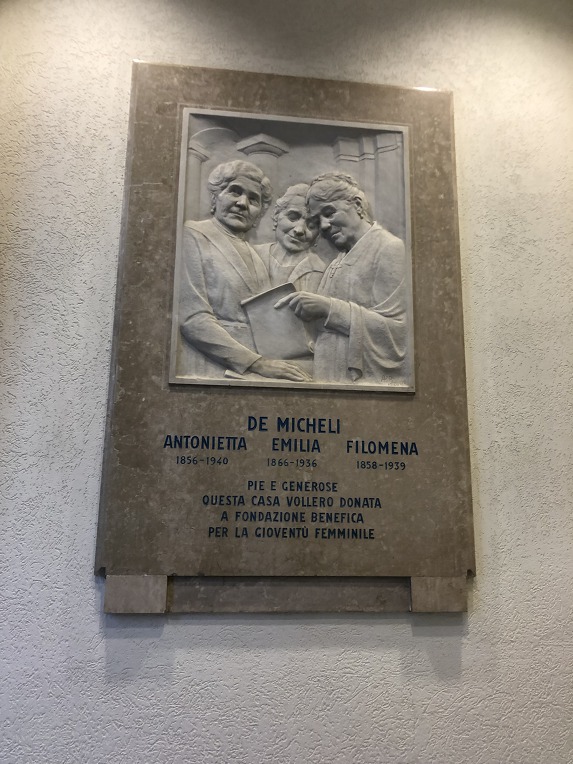 DE MICHELI
ANTONIETTA EMILIA FILOMENA
1856-1940 1866-1936 1858-1939
PIE E GENEROSE
QUESTA CASA VOLLERO DONATA
A FONDAZIONE BENEFICA
PER LA GIOVENTÙ FEMMINILE